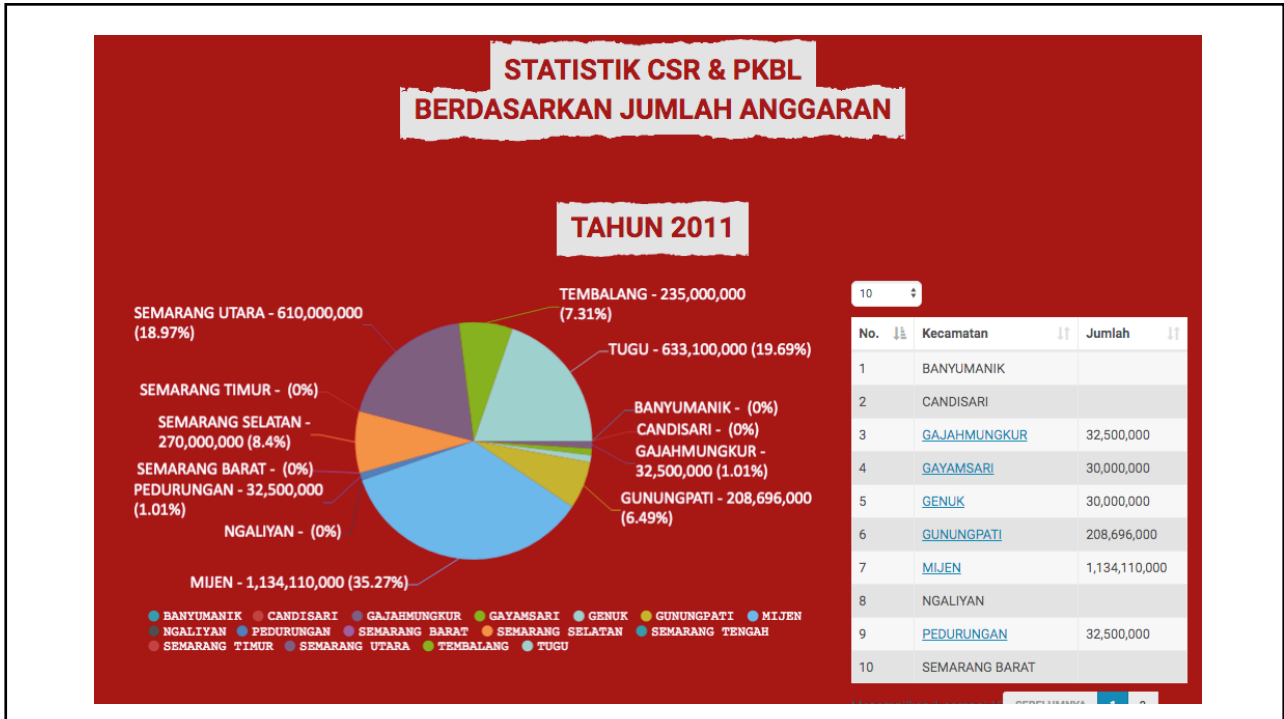 STATISTIK CSR & PKBL
BERDASARKAN JUMLAH ANGGARAN
TAHUN 2011
SEMARANG UTARA - 610,000,000
(18.97%)
TEMBALANG - 235,000,000
(7.31%)
TUGU - 633,100,000 (19.69%)
SEMARANG TIMUR - (0%)
SEMARANG SELATAN -
270,000,000 (8.4%)
SEMARANG BARAT - (0%)
PEDURUNGAN - 32,500,000
(1.01%)
NGALIYAN - (0%)
MIJEN - 1,134,110,000 (35.27%)
BANYUMANIK - (0%)
CANDISARI - (0%)
GAJAHMUNGKUR -
32,500,000 (1.01%)
GUNUNGPATI - 208,696,000
(6.49%)
BANYUMANIK CANDISARI GAJAHMUNGKUR GAYAMSARI GENUK GUNUNGPATI MIJEN
NGALIYAN PEDURUNGAN SEMARANG BARAT SEMARANG SELATAN SEMARANG TENGAH
SEMARANG TIMUR SEMARANG UTARA TEMBALANG TUGU
10
No. Kecamatan Jumlah
1 BANYUMANIK
2 CANDISARI
3 GAJAHMUNGKUR 32,500,000
4 GAYAMSARI 30,000,000
5 GENUK 30,000,000
6 GUNUNGPATI 208,696,000
7 MIJEN 1,134,110,000
8 NGALIYAN
9 PEDURUNGAN 32,500,000
10 SEMARANG BARAT
SEBELUMNYA 1 2